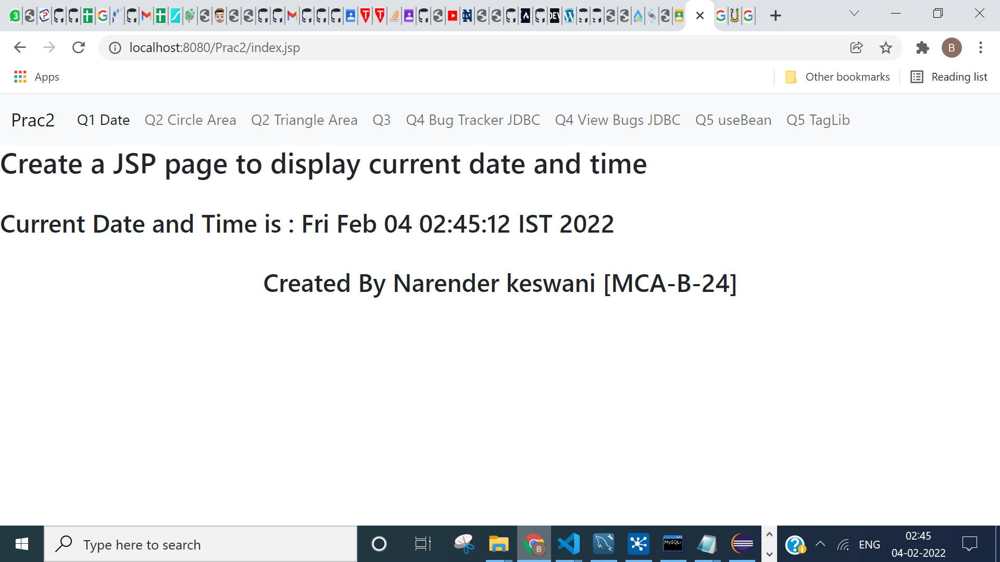 localhost:8080/Prac2/index.jsp
B
Apps
Other bookmarks
Reading list
Prac2 Q1 Date Q2 Circle Area Q2 Triangle Area Q3 Q4 Bug Tracker JDBC Q4 View Bugs JDBC Q5 useBean Q5 TagLib
Create a JSP page to display current date and time
Current Date and Time is : Fri Feb 04 02:45:12 IST 2022
Created By Narender keswani [MCA-B-24]
Type here to search
B
MySQL>
ENG
02:45
04-02-2022